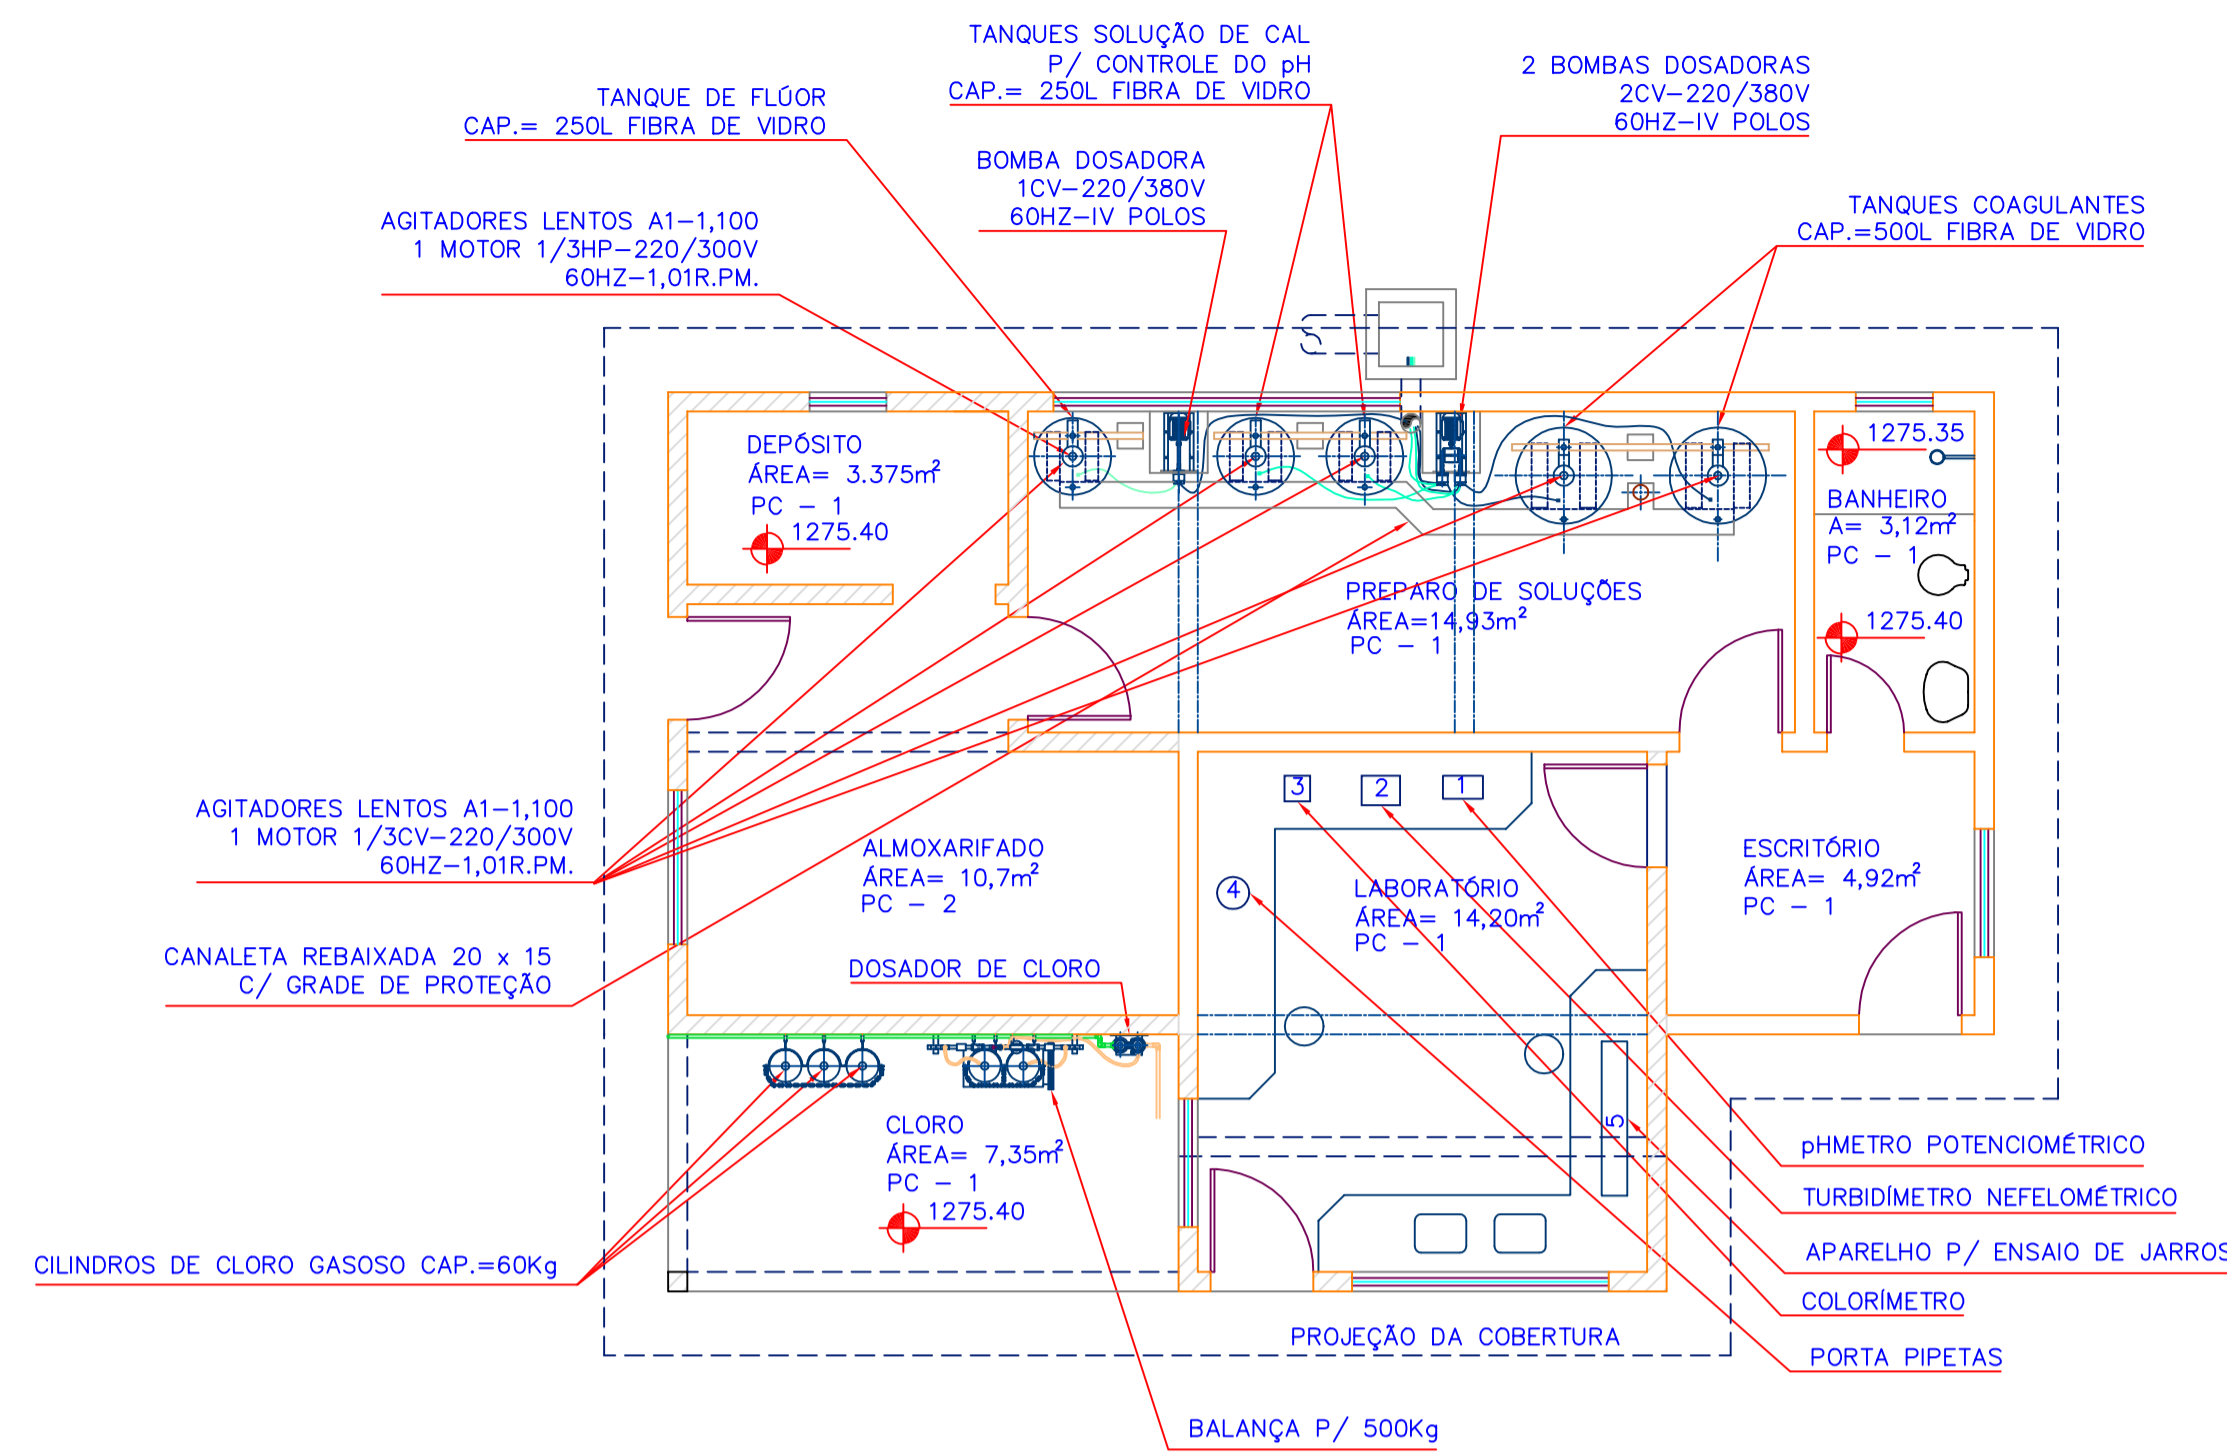 TANQUES SOLUÇÃO DE CAL
P/ CONTROLE DO pH
CAP.= 250L FIBRA DE VIDRO
2 BOMBAS DOSADORAS
2CV-220/380V
60HZ-IV POLOS
TANQUE DE FLÚOR
CAP.= 250L FIBRA DE VIDRO
BOMBA DOSADORA
1CV-220/380V
60HZ-IV POLOS
TANQUES COAGULANTES
CAP.=500L FIBRA DE VIDRO
AGITADORES LENTOS A1-1,100
1 MOTOR 1/3HP-220/300V
60HZ-1,01R.PM.
DEPÓSITO
ÁREA= 3.375m²
PC - 1
1275.40
1275.35
BANHEIRO
A= 3,12m²
PC - 1
1275.40
PREPARO DE SOLUÇÕES
ÁREA=14,93m²
PC - 1
3
2
1
AGITADORES LENTOS A1-1,100
1 MOTOR 1/3CV-220/300V
60HZ-1,01R.PM.
ALMOXARIFADO
ÁREA= 10,7m²
PC - 2
4
LABORATÓRIO
ÁREA= 14,20m²
PC - 1
ESCRITÓRIO
ÁREA= 4,92m²
PC - 1
CANALETA REBAIXADA 20 x 15
C/ GRADE DE PROTEÇÃO
DOSADOR DE CLORO
5
CLORO
ÁREA= 7,35m²
PC - 1
1275.40
pHMETRO POTENCIOMÉTRICO
TURBIDÍMETRO NEFELOMÉTRICO
APARELHO P/ ENSAIO DE JARROS
COLORÍMETRO
PORTA PIPETAS
CILINDROS DE CLORO GASOSO CAP.=60Kg
PROJEÇÃO DA COBERTURA
BALANÇA P/ 500Kg